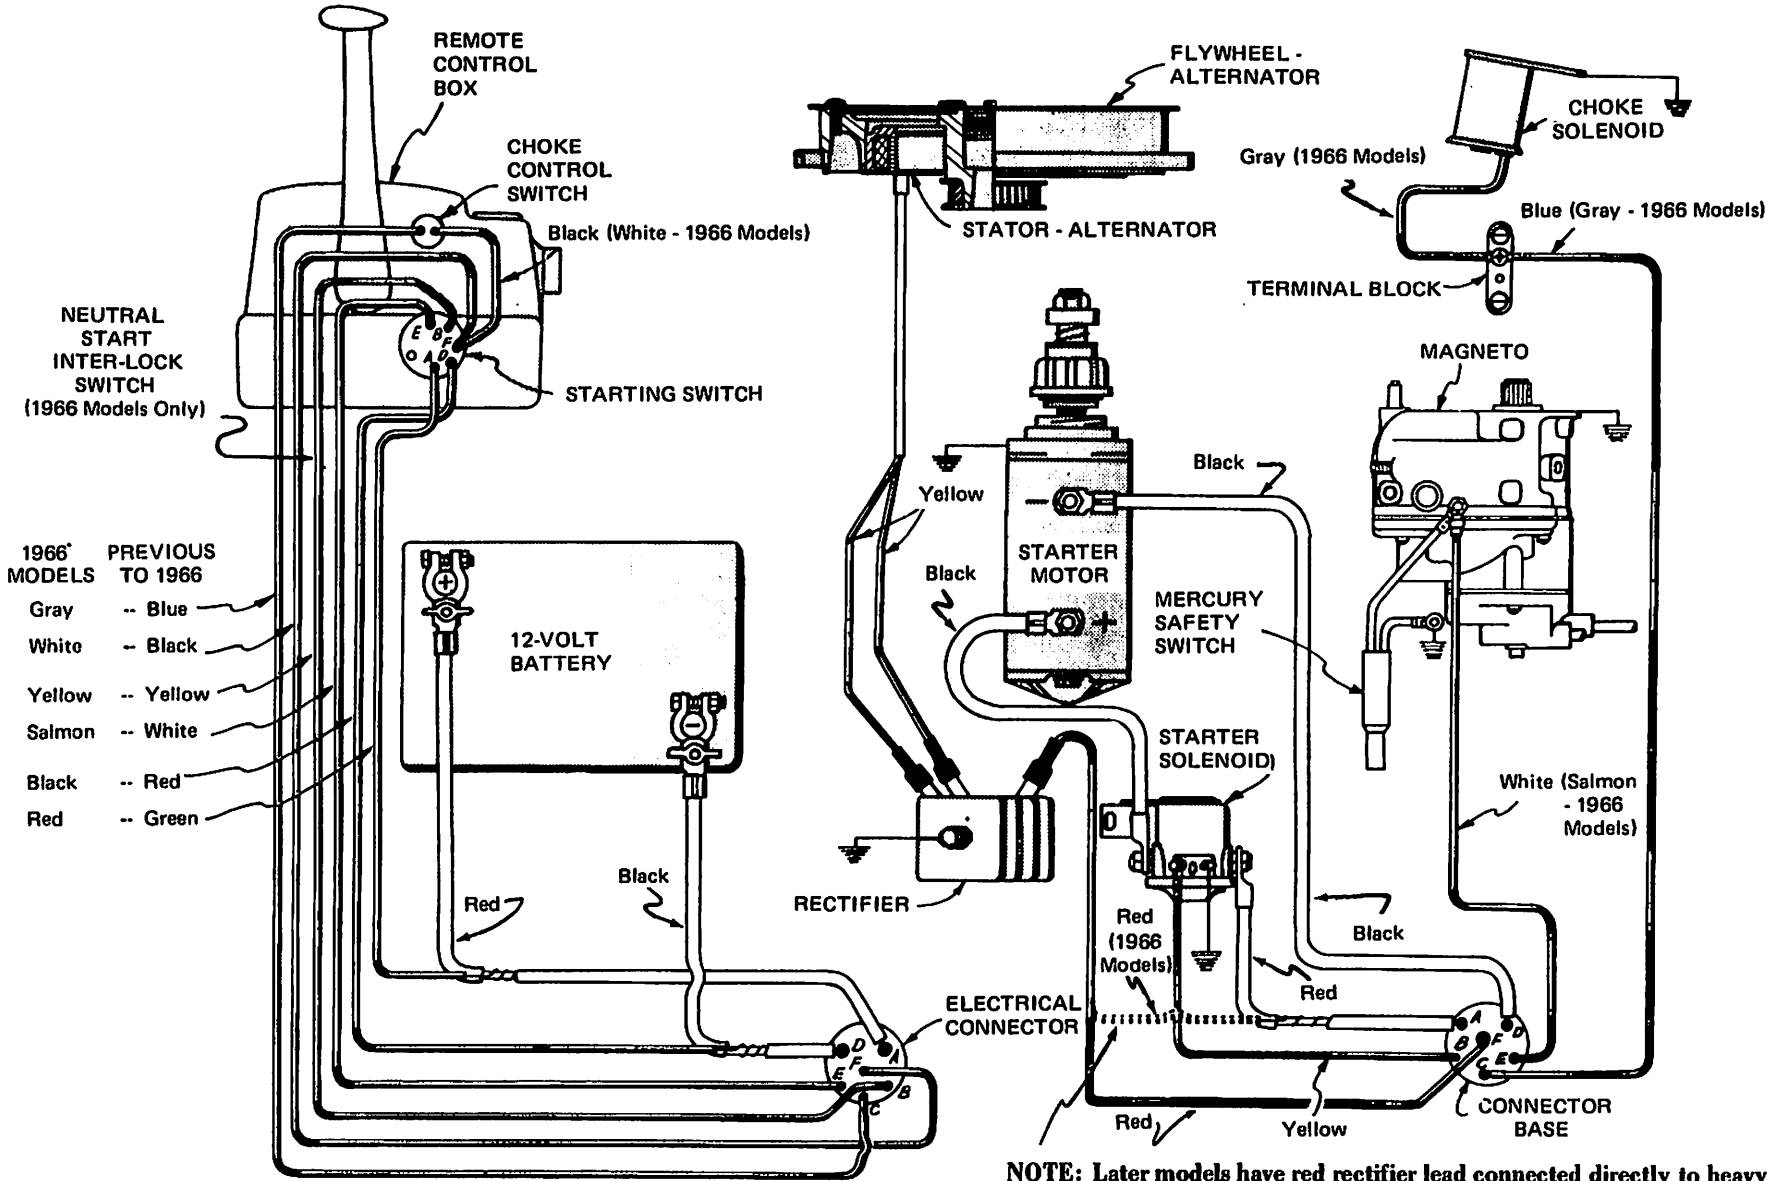 REMOTE
CONTROL
BOX
CHOKE
CONTROL
SWITCH
Black (White - 1966 Models)
NEUTRAL
START
INTER-LOCK
SWITCH
(1966 Models Only)
E B F
A D
STARTING SWITCH
FLYWHEEL -
ALTERNATOR
STATOR - ALTERNATOR
CHOKE
SOLENOID
Gray (1966 Models)
Blue (Gray - 1966 Models)
TERMINAL BLOCK
MAGNETO
Black
Yellow
-
STARTER
MOTOR
+
Black
MERCURY
SAFETY
SWITCH
1966* PREVIOUS
MODELS TO 1966
Gray -- Blue
White -- Black
Yellow -- Yellow
Salmon -- White
Black -- Red
Red -- Green
+
12-VOLT
BATTERY
-
STARTER
SOLENOID
White (Salmon
- 1966
Models)
RECTIFIER
Red
Black
Red
(1966
Models)
Red
Black
ELECTRICAL
CONNECTOR
D A
F
E B
C
A D
F
B E
C
CONNECTOR
BASE
Red
Yellow
NOTE: Later models have red rectifier lead connected directly to heavy